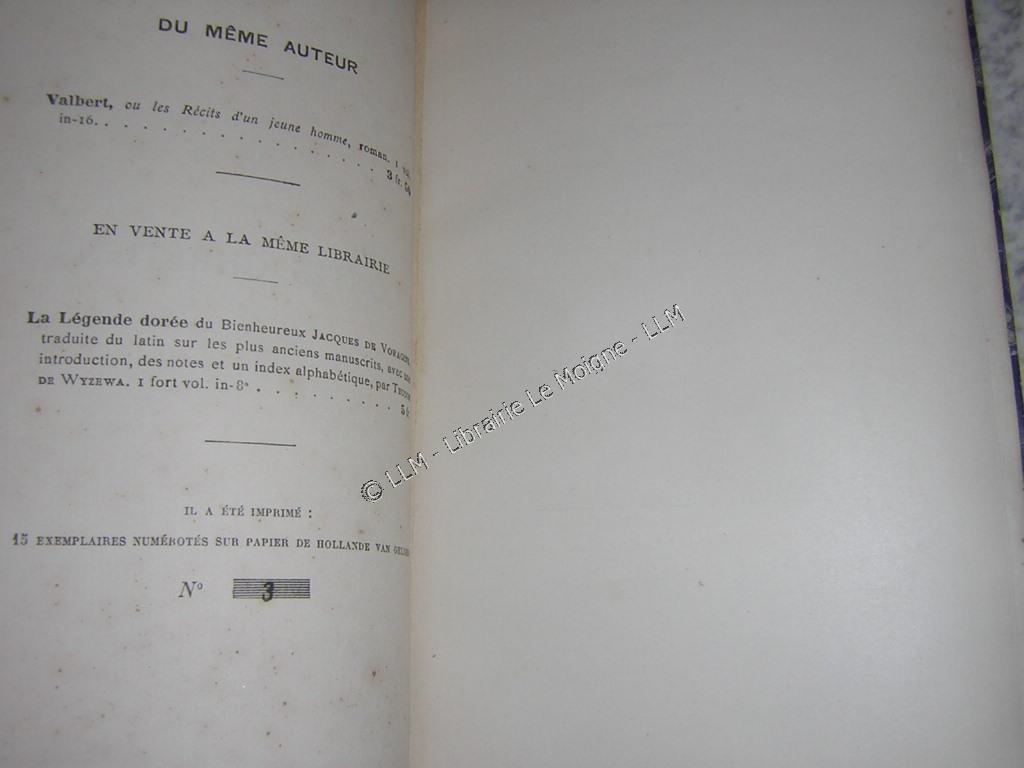 DU MÊME AUTEUR
Valbert, ou les Récits d'un jeune homme, roman. 1 vol.
in-16. . . . . . . . . . . . . . . . . 3 fr.
EN VENTE A LA MÊME LIBRAIRIE
La Légende dorée du Bienheureux JACQUES DE
traduite du latin sur les plus anciens manuscrits, avec
introduction, des notes et un index alphabétique, par
DE WYZEWA. 1 fort vol. in-8º . . . . . . . . . 5
IL A ÉTÉ IMPRIMÉ :
15 EXEMPLAIRES NUMÉROTÉS SUR PAPIER DE HOLLANDE VAN
Nº 3
© LLM - Librairie Le Moigne - LLM